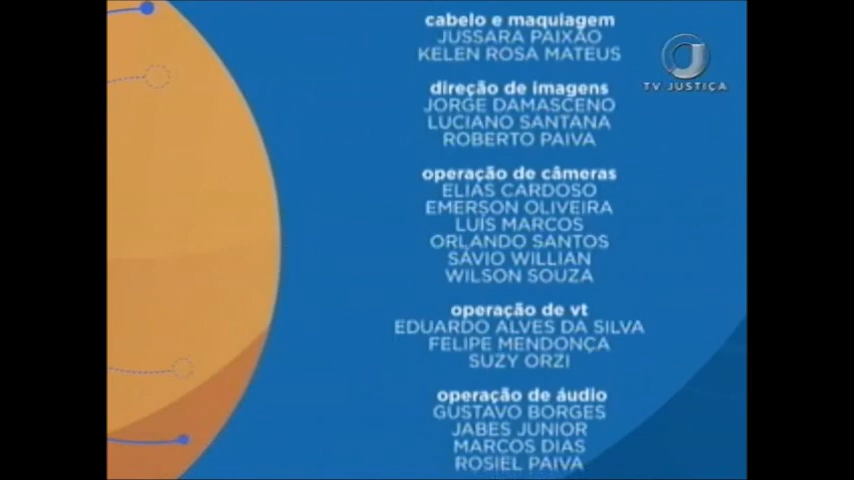 cabelo e maquiagem
JUSSARA PAIXÃO
KELEN ROSA MATEUS
TV JUSTIÇA
direção de imagens
JORGE DAMASCENO
LUCIANO SANTANA
ROBERTO PAIVA
operação de câmeras
ELIAS CARDOSO
EMERSON OLIVEIRA
LUÍS MARCOS
ORLANDO SANTOS
SÁVIO WILLIAN
WILSON SOUZA
operação de vt
EDUARDO ALVES DA SILVA
FELIPE MENDONÇA
SUZY ORZI
operação de áudio
GUSTAVO BORGES
JABES JUNIOR
MARCOS DIAS
ROSIEL PAIVA